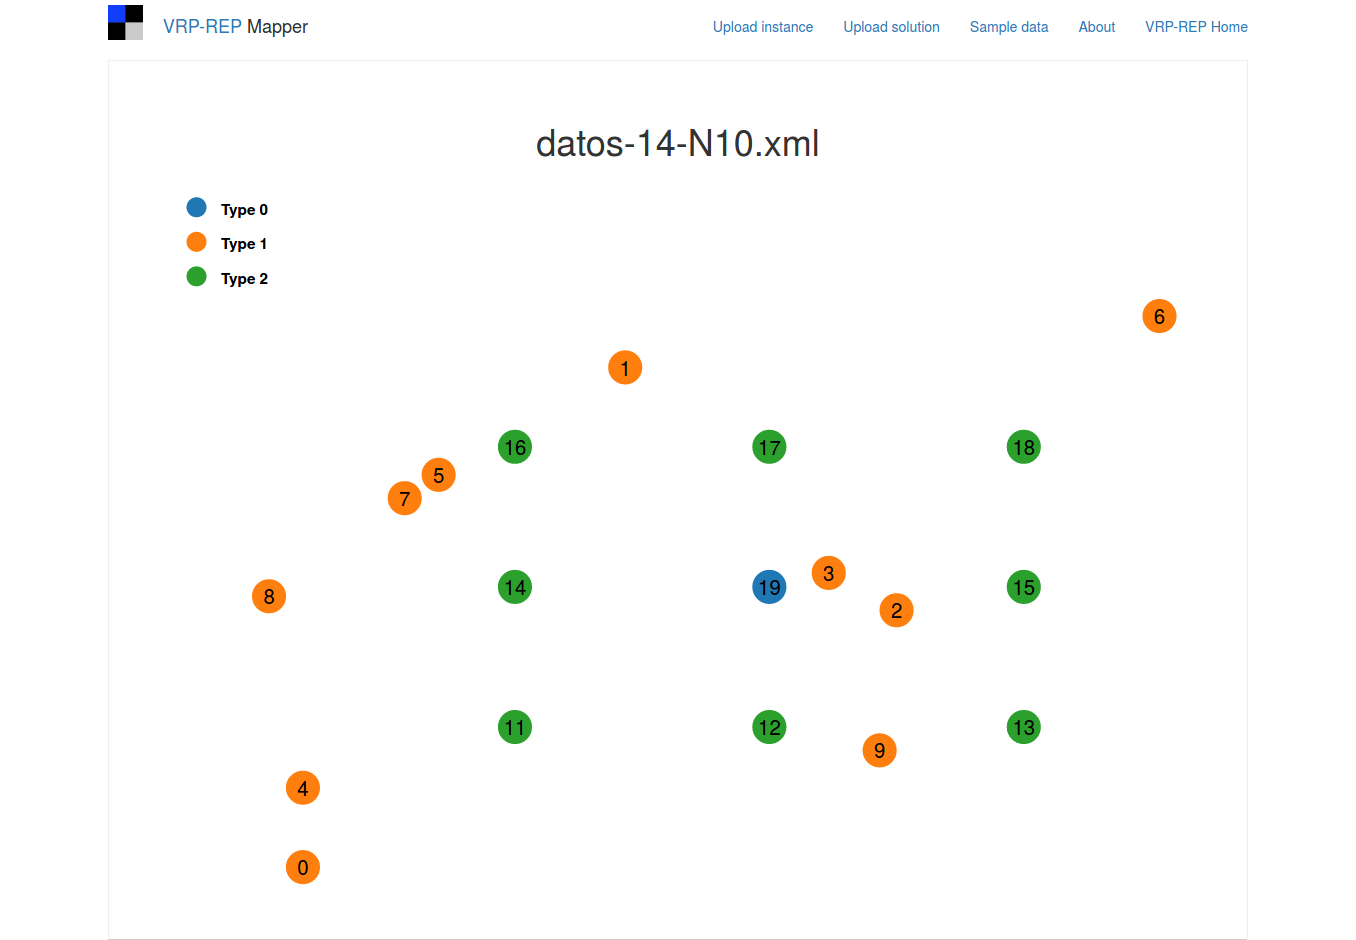 VRP-REP Mapper Upload instance Upload solution Sample data About VRP-REP Home
datos-14-N10.xml
Type 0
Type 1
Type 2
6
1
16 17 18
5
7
3
14 19 15
8
2
11 12 13
9
4
0